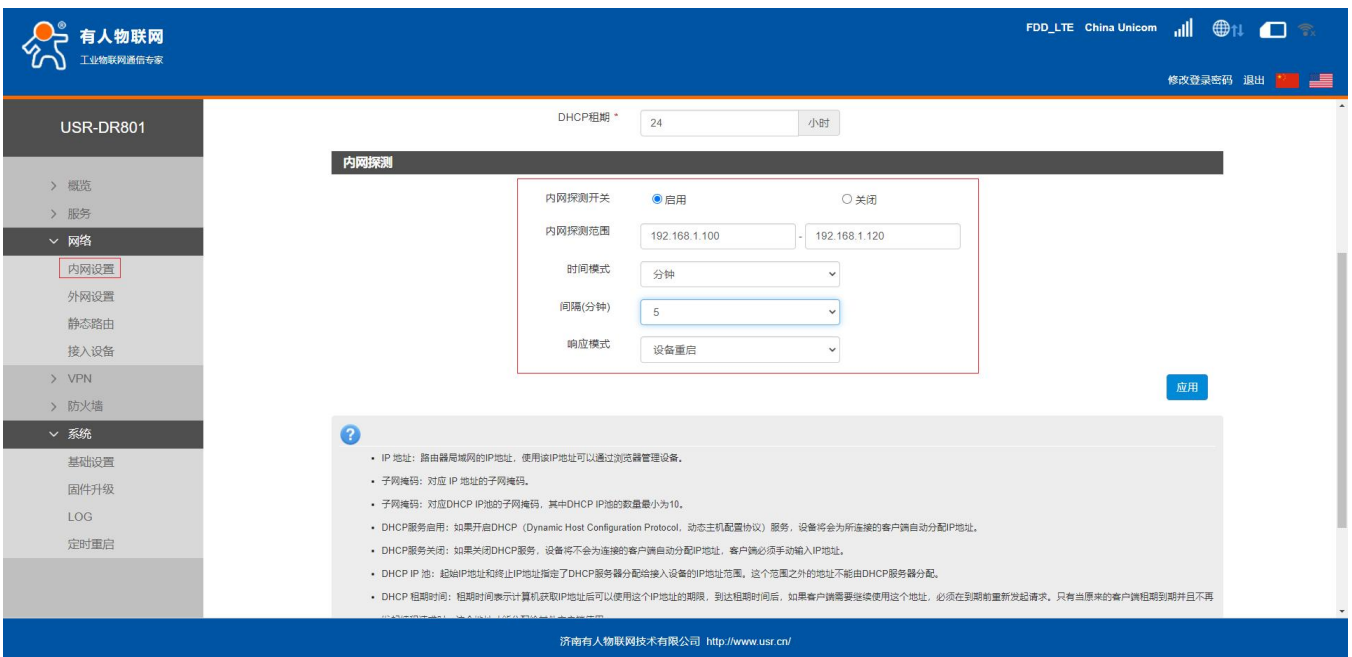 有人物联网
®
工业物联网通信专家
FDD_LTE China Unicom
修改登录密码 退出
USR-DR801
概览
服务
网络
内网设置
外网设置
静态路由
接入设备
VPN
防火墙
系统
基础设置
固件升级
LOG
定时重启
DHCP租期 * 24 小时
内网探测
内网探测开关 启用 关闭
内网探测范围 192.168.1.100 - 192.168.1.120
时间模式 分钟
间隔(分钟) 5
响应模式 设备重启
应用
?
• IP 地址：路由器局域网的IP地址，使用该IP地址可以通过浏览器管理设备。
• 子网掩码：对应 IP 地址的子网掩码。
• 子网掩码：对应DHCP IP池的子网掩码，其中DHCP IP池的数量最小为10。
• DHCP服务启用：如果开启DHCP（Dynamic Host Configuration Protocol，动态主机配置协议）服务，设备将会为所连接的客户端自动分配IP地址。
• DHCP服务关闭：如果关闭DHCP服务，设备将不会为连接的客户端自动分配IP地址，客户端必须手动输入IP地址。
• DHCP IP 池：起始IP地址和终止IP地址指定了DHCP服务器分配给接入设备的IP地址范围。这个范围之外的地址不能由DHCP服务器分配。
• DHCP 租期时间：租期时间表示计算机获取IP地址后可以使用这个IP地址的期限，到达租期时间后，如果客户端需要继续使用这个地址，必须在到期前重新发起请求。只有当原来的客户端租期到期并且不再
济南有人物联网技术有限公司 http://www.usr.cn/